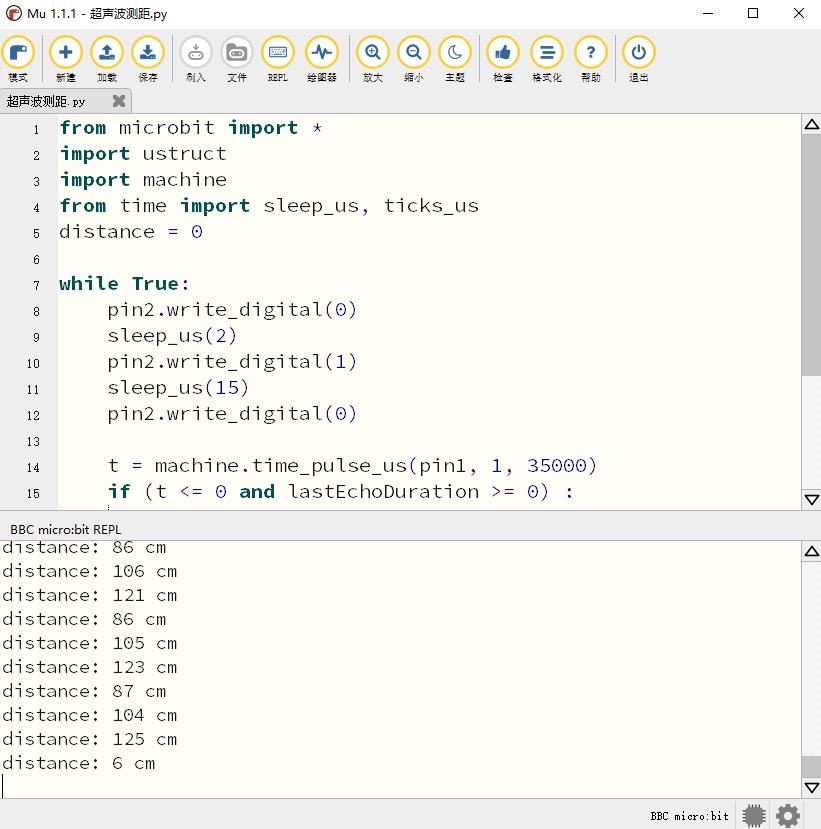 Mu 1.1.1 - 超声波测距.py
模式 新建 加载 保存 刷入 文件 REPL 绘图器 放大 缩小 主题 检查 格式化 帮助 退出
超声波测距.py
1 from microbit import *
2 import ustruct
3 import machine
4 from time import sleep_us, ticks_us
5 distance = 0
6
7 while True:
8 pin2.write_digital(0)
9 sleep_us(2)
10 pin2.write_digital(1)
11 sleep_us(15)
12 pin2.write_digital(0)
13
14 t = machine.time_pulse_us(pin1, 1, 35000)
15 if (t <= 0 and lastEchoDuration >= 0) :
BBC micro:bit REPL
distance: 86 cm
distance: 106 cm
distance: 121 cm
distance: 86 cm
distance: 105 cm
distance: 123 cm
distance: 87 cm
distance: 104 cm
distance: 125 cm
distance: 6 cm
BBC micro:bit